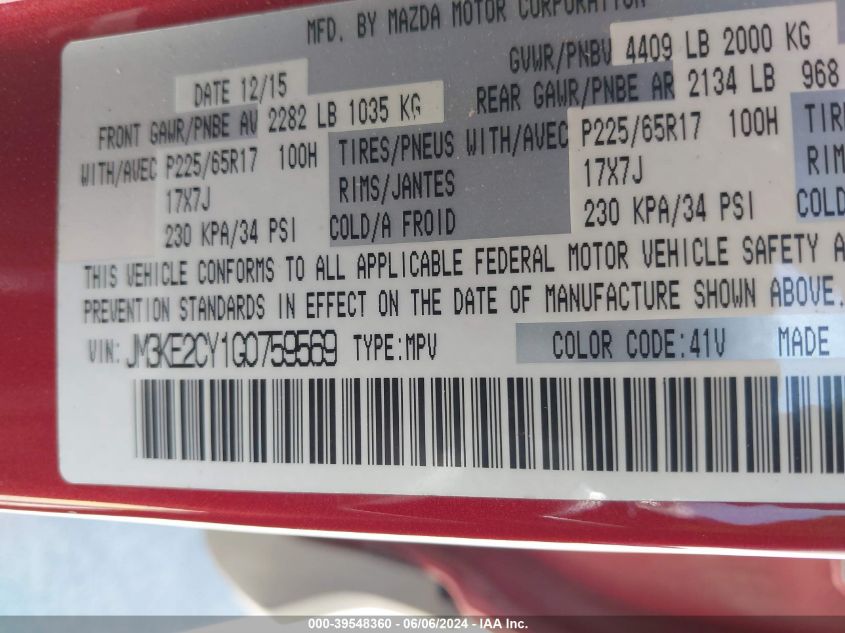 MFD. BY MAZDA MOTOR CORPORATION
GVWR/PNBV 4409 LB 2000 KG
DATE 12/15
FRONT GAWR/PNBE AV 2282 LB 1035 KG REAR GAWR/PNBE AR 2134 LB 968
WITH/AVEC P225/65R17 100H TIRES/PNEUS WITH/AVEC P225/65R17 100H TIR
17X7J RIMS/JANTES 17X7J RIM
230 KPA/34 PSI COLD/A FROID 230 KPA/34 PSI COLD
THIS VEHICLE CONFORMS TO ALL APPLICABLE FEDERAL MOTOR VEHICLE SAFETY A
PREVENTION STANDARDS IN EFFECT ON THE DATE OF MANUFACTURE SHOWN ABOVE.
VIN: JM3KE2CY1G0759569 TYPE:MPV COLOR CODE:41V MADE
000-39548360 - 06/06/2024 - IAA Inc.